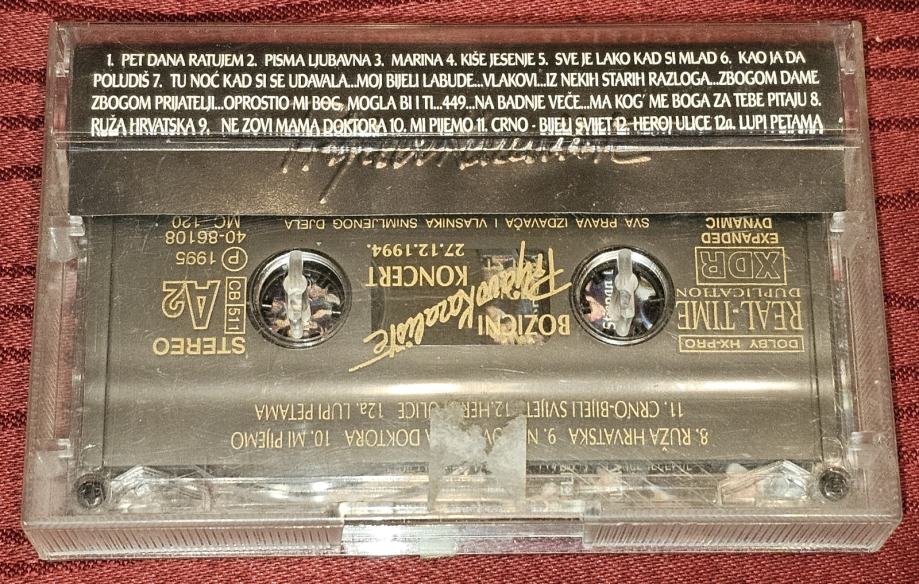 1. PET DANA RATUJEM 2. PISMA LJUBAVNA 3. MARINA 4. KIŠE JESENJE 5. SVE JE LAKO KAD SI MLAD 6. KAO JA DA
POLUDIŠ 7. TU NOĆ KAD SI SE UDAVALA...MOJ BIJELI LABUDE...VLAKOVI...IZ NEKIH STARIH RAZLOGA...ZBOGOM DAME
ZBOGOM PRIJATELJI...OPROSTIO MI BOG, MOGLA BI I TI...449...NA BADNJE VEČE...MA KOG' ME BOGA ZA TEBE PITAJU 8.
RUŽA HRVATSKA 9. NE ZOVI MAMA DOKTORA 10. MI PIJEMO 11. CRNO - BIJELI SVIJET 12. HEROJ ULICE 12a. LUPI PETAMA
8. RUŽA HRVATSKA 9. DOKTORA 10. MI PIJEMO
11. CRNO-BIJELI SVIJET 12. ULICE 12a. LUPI PETAMA
STEREO
A2
CB 1511
℗ 1995
40-86108
MC 120
BOŽIĆNI
Prljavo Kazalište
KONCERT
27.12.1994.
DOLBY HX-PRO
REAL-TIME
DUPLICATION
XDR
EXPANDED
DYNAMIC
SVA PRAVA IZDAVAČA I VLASNIKA SNIMLJENOG DJELA